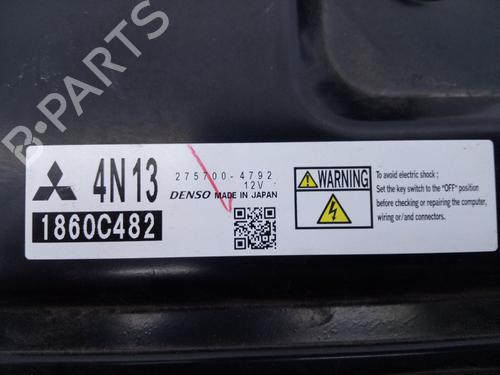 B-PARTS
4N13
275700-4792
12V
DENSO MADE IN JAPAN
1860C482
WARNING
To avoid electric shock ;
Set the key switch to the "OFF" position
before checking or repairing the computer,
wiring or/and connectors.